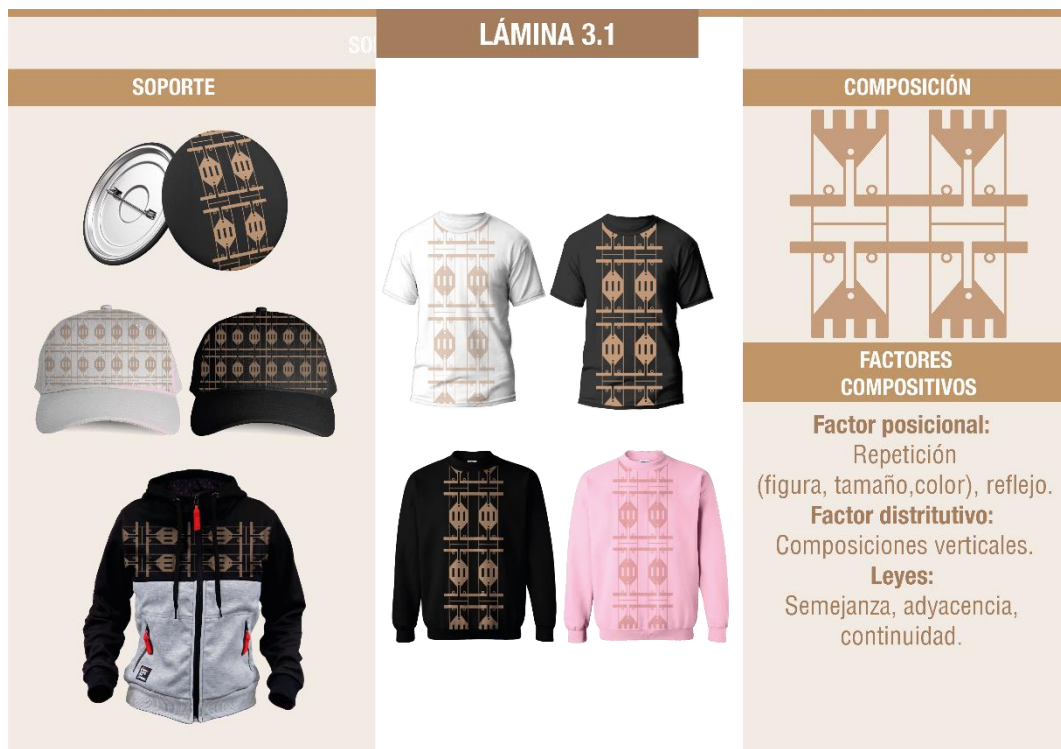 LÁMINA 3.1
SO
SOPORTE
COMPOSICIÓN
FACTORES
COMPOSITIVOS
Factor posicional:
Repetición
(figura, tamaño,color), reflejo.
Factor distritutivo:
Composiciones verticales.
Leyes:
Semejanza, adyacencia,
continuidad.